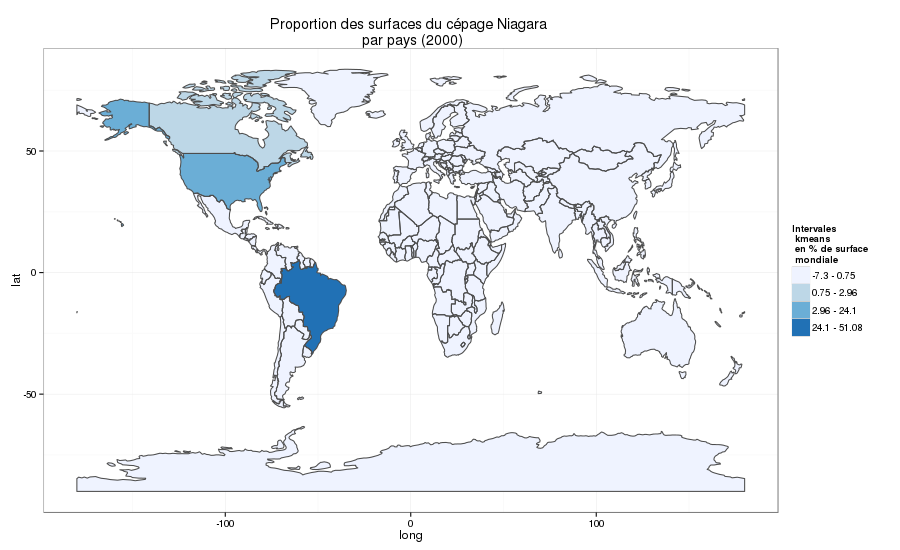 Proportion des surfaces du cépage Niagara
par pays (2000)
50
0
-50
lat
-100
0
100
long
Intervales
kmeans
en % de surface
mondiale
-7.3 - 0.75
0.75 - 2.96
2.96 - 24.1
24.1 - 51.08